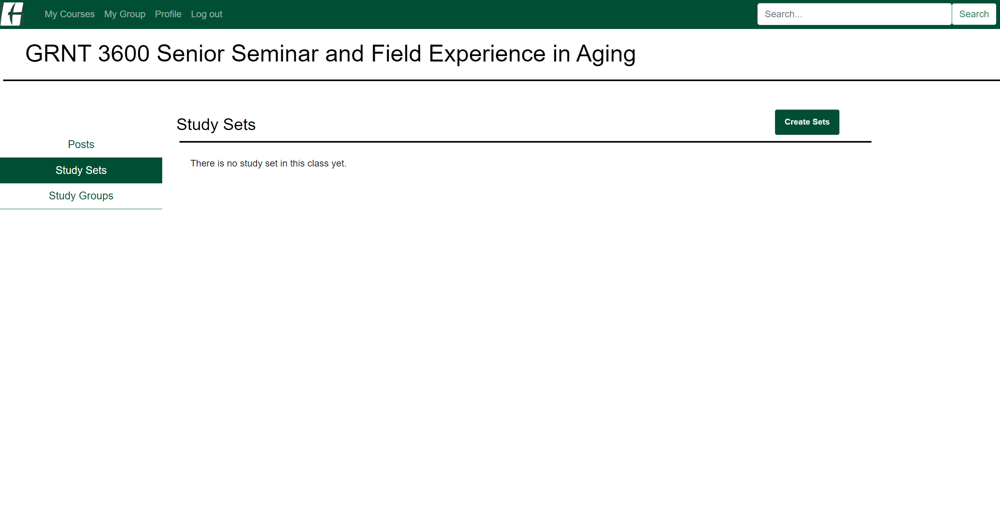 My Courses My Group Profile Log out Search... Search
GRNT 3600 Senior Seminar and Field Experience in Aging
Study Sets
Create Sets
Posts
Study Sets
Study Groups
There is no study set in this class yet.